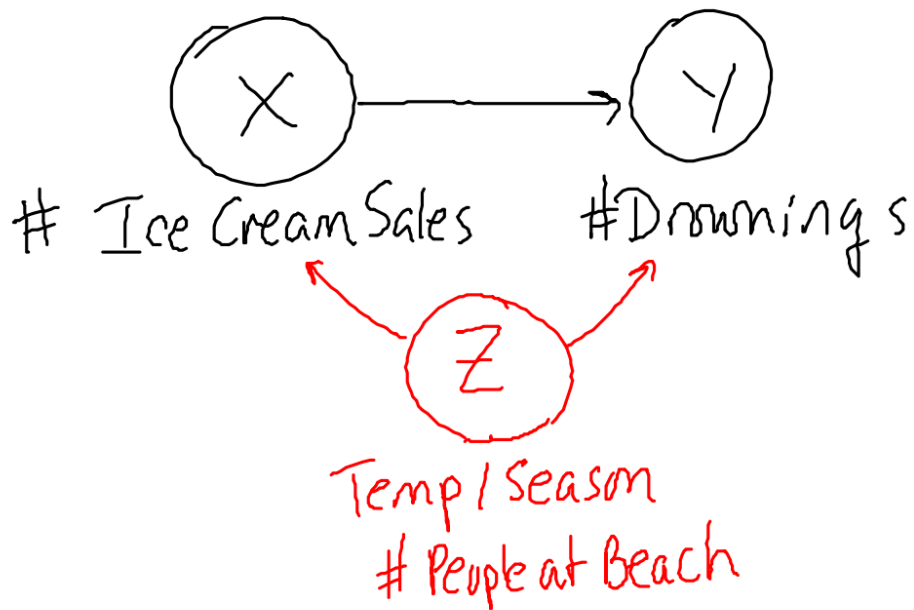 X
Y
# Ice Cream Sales
#Drownings
Z
Temp/Season
# People at Beach